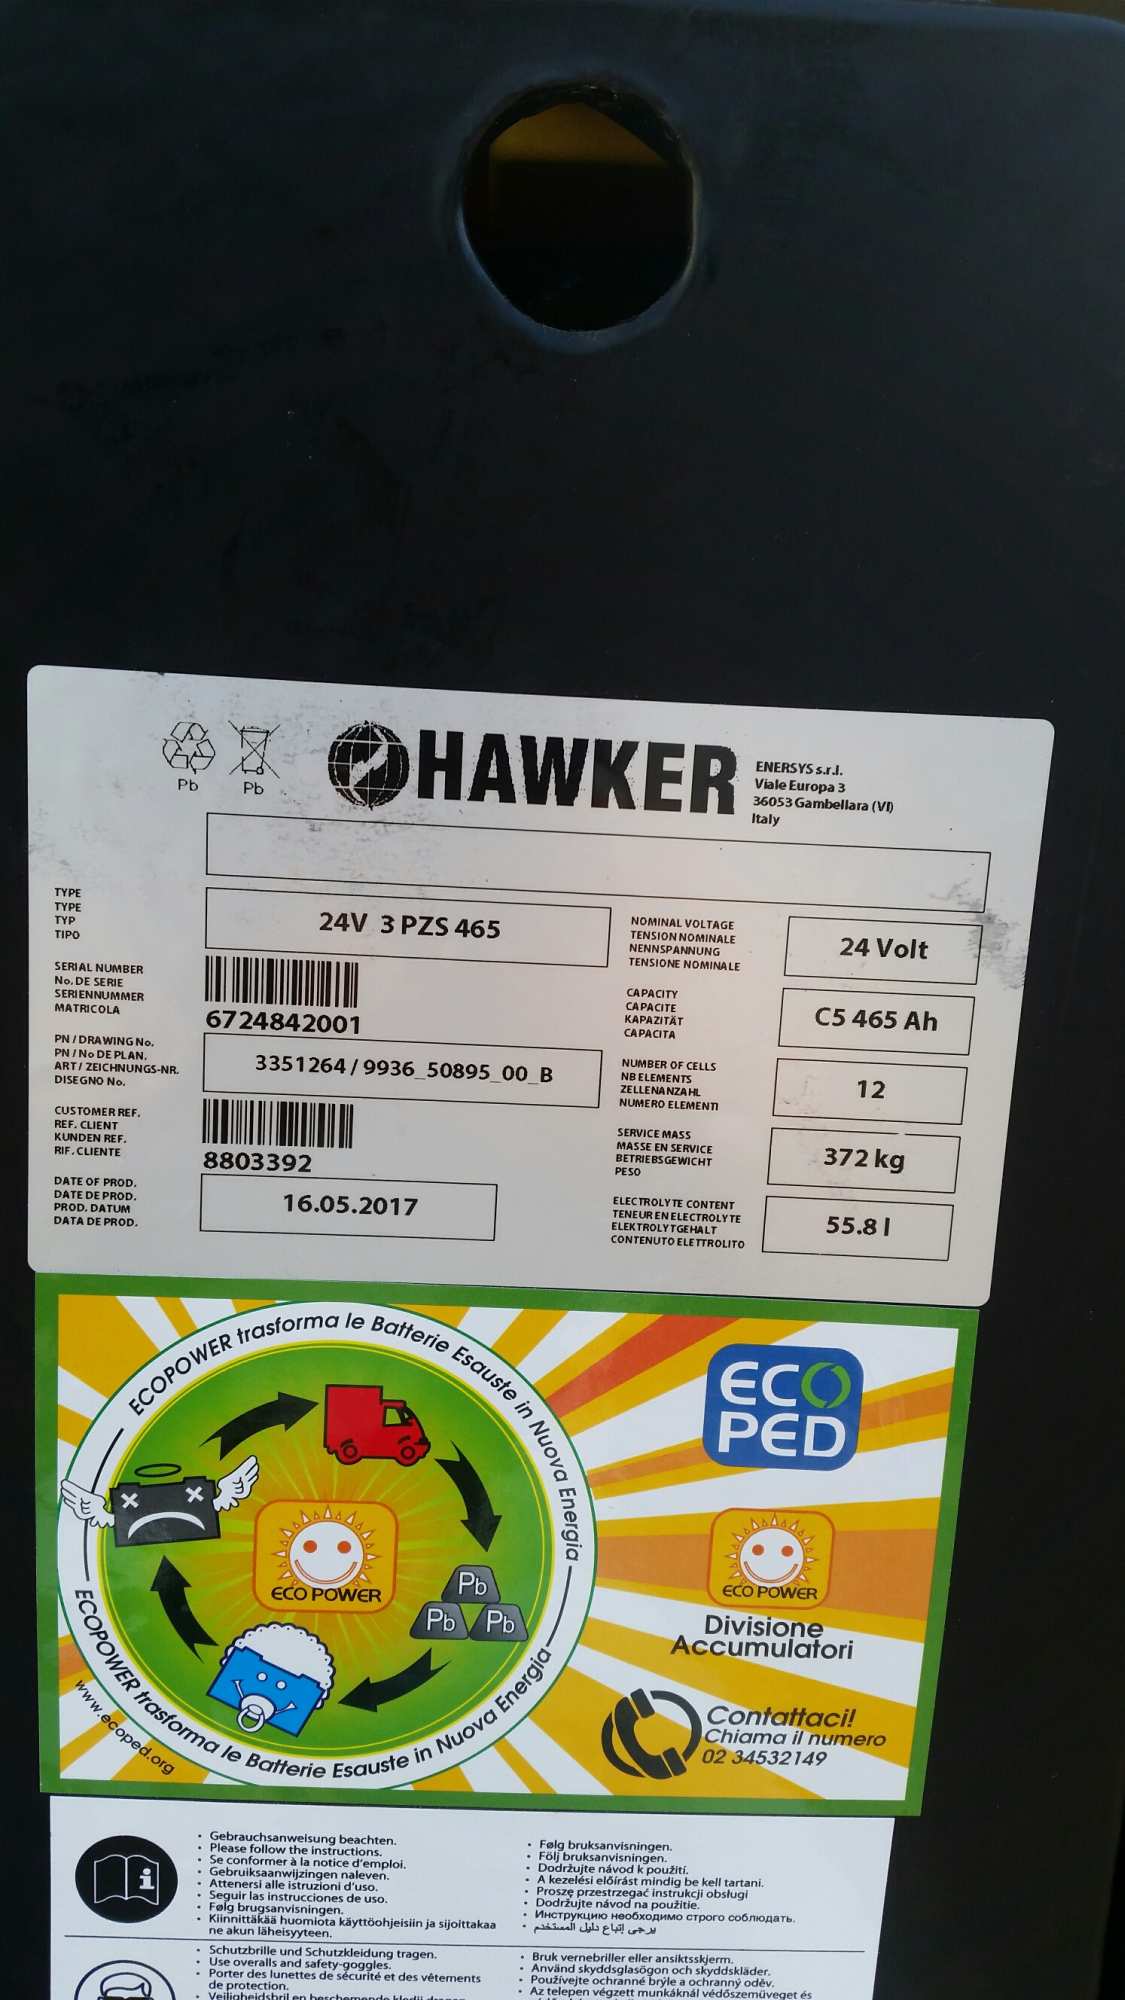 Pb
Pb
HAWKER
ENERSYS s.r.l.
Viale Europa 3
36053 Gambellara (VI)
Italy
TYPE
TYPE
TYP
TIPO
24V 3 PZS 465
SERIAL NUMBER
No. DE SERIE
SERIENNUMMER
MATRICOLA
6724842001
PN / DRAWING No.
PN / No DE PLAN.
ART / ZEICHNUNGS-NR.
DISEGNO No.
3351264 / 9936_50895_00_B
CUSTOMER REF.
REF. CLIENT
KUNDEN REF.
RIF. CLIENTE
8803392
DATE OF PROD.
DATE DE PROD.
PROD. DATUM
DATA DE PROD.
16.05.2017
NOMINAL VOLTAGE
TENSION NOMINALE
NENNSPANNUNG
TENSIONE NOMINALE
24 Volt
CAPACITY
CAPACITE
KAPAZITÄT
CAPACITA
C5 465 Ah
NUMBER OF CELLS
NB ELEMENTS
ZELLENANZAHL
NUMERO ELEMENTI
12
SERVICE MASS
MASSE EN SERVICE
BETRIEBSGEWICHT
PESO
372 kg
ELECTROLYTE CONTENT
TENEUR EN ELECTROLYTE
ELEKTROLYTGEHALT
CONTENUTO ELETTROLITO
55.8 l
ECOPOWER trasforma le Batterie Esauste in Nuova Energia
ECOPOWER trasforma le Batterie Esauste in Nuova Energia
ECO POWER
Pb
Pb
Pb
www.ecoped.org
ECO
PED
ECO POWER
Divisione
Accumulatori
Contattaci!
Chiama il numero
02 34532149
• Gebrauchsanweisung beachten.
• Please follow the instructions.
• Se conformer à la notice d'emploi.
• Gebruiksaanwijzingen naleven.
• Attenersi alle istruzioni d'uso.
• Seguir las instrucciones de uso.
• Følg brugsanvisningen.
• Kiinnittäkää huomiota käyttöohjeisiin ja sijoittakaa
ne akun läheisyyteen.
• Følg bruksanvisningen.
• Följ bruksanvisningen.
• Dodržujte návod k použití.
• A kezelési előírást mindig be kell tartani.
• Proszę przestrzegać instrukcji obsługi
• Dodržujte návod na použitie.
• Инструкцию необходимо строго соблюдать.
• يرجى إتباع دليل المستخدم
• Schutzbrille und Schutzkleidung tragen.
• Use overalls and safety-goggles.
• Porter des lunettes de sécurité et des vêtements
de protection.
• Veiligheidsbril en beschermende
• Bruk vernebriller eller ansiktsskjerm.
• Använd skyddsglasögon och skyddskläder.
• Používejte ochranné brýle a ochranný oděv.
• Az telepen végzett munkáknál védőszemüveget és